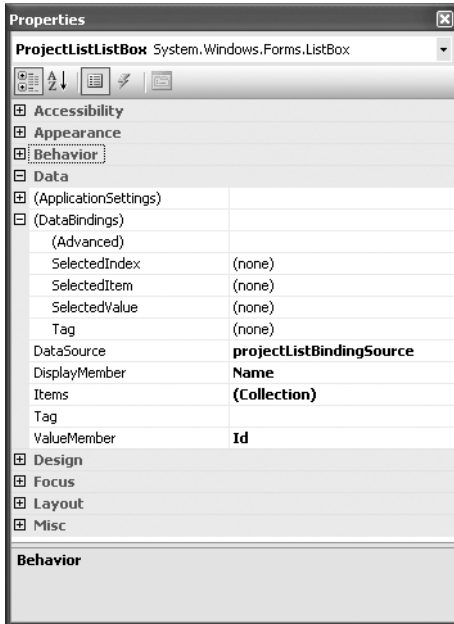 Properties
ProjectListListBox System.Windows.Forms.ListBox
Accessibility
Appearance
Behavior
Data
(ApplicationSettings)
(DataBindings)
(Advanced)
SelectedIndex (none)
SelectedItem (none)
SelectedValue (none)
Tag (none)
DataSource projectListBindingSource
DisplayMember Name
Items (Collection)
Tag
ValueMember Id
Design
Focus
Layout
Misc
Behavior